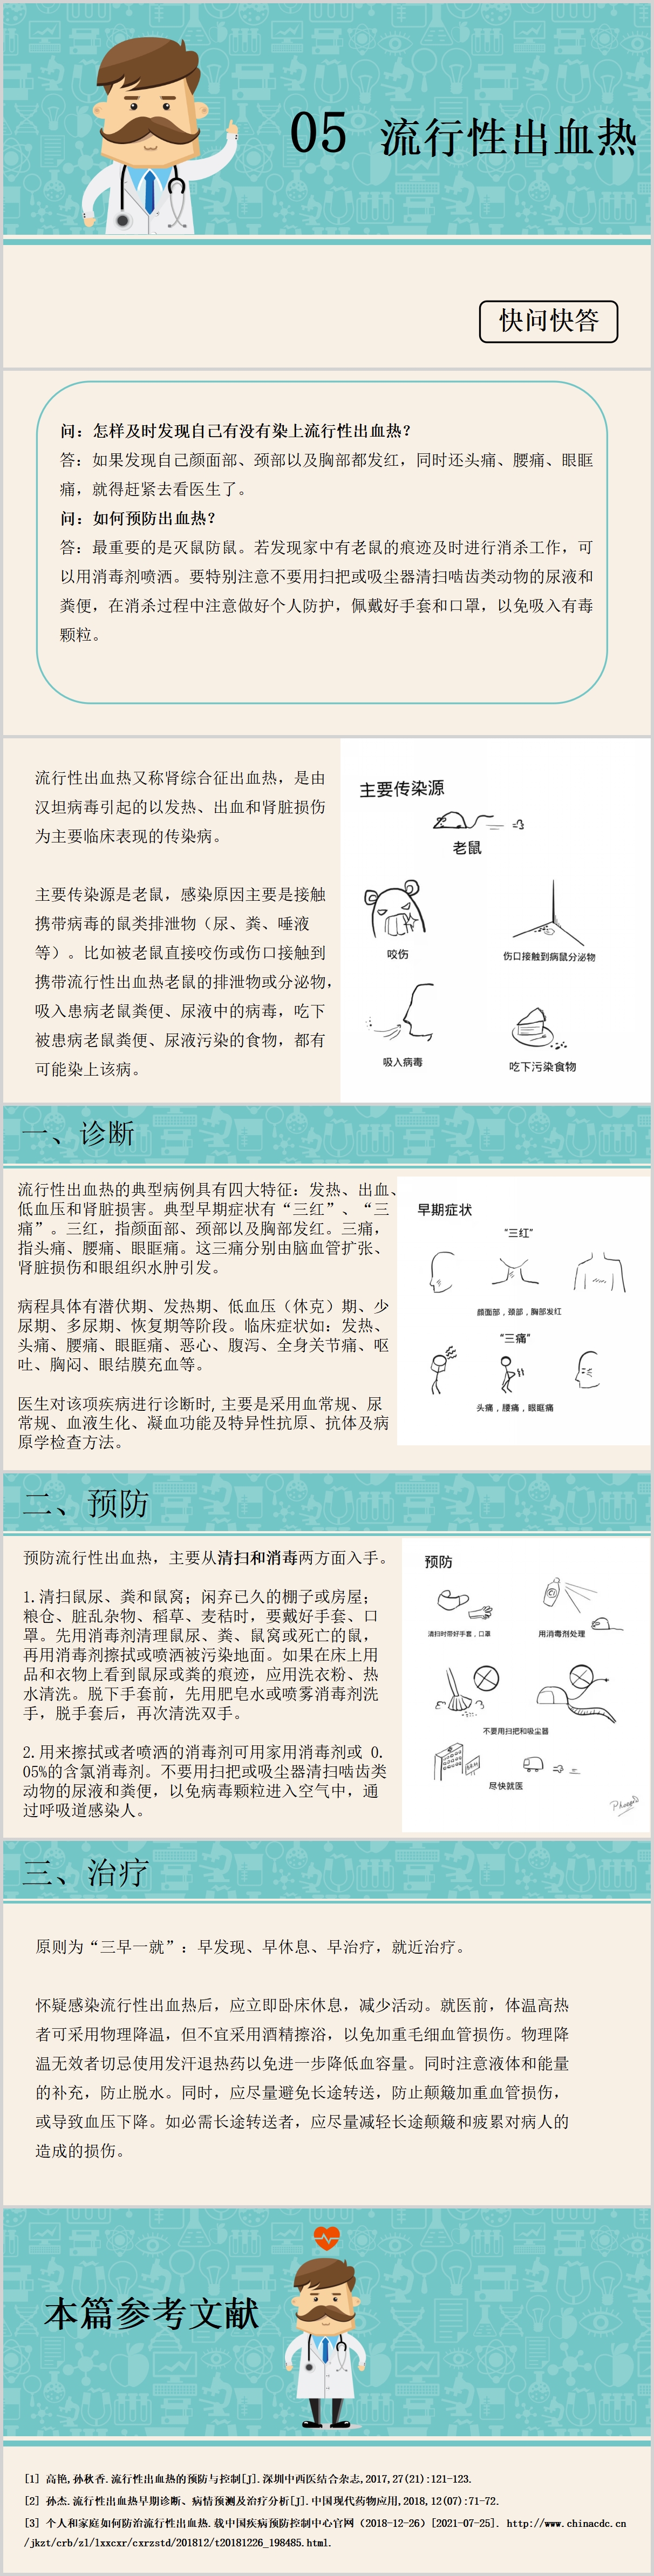 05 流行性出血热
快问快答
问：怎样及时发现自己有没有染上流行性出血热？
答：如果发现自己颜面部、颈部以及胸部都发红，同时还头痛、腰痛、眼眶
痛，就得赶紧去看医生了。
问：如何预防出血热？
答：最重要的是灭鼠防鼠。若发现家中有老鼠的痕迹及时进行消杀工作，可
以用消毒剂喷洒。要特别注意不要用扫把或吸尘器清扫啮齿类动物的尿液和
粪便，在消杀过程中注意做好个人防护，佩戴好手套和口罩，以免吸入有毒
颗粒。
流行性出血热又称肾综合征出血热，是由
汉坦病毒引起的以发热、出血和肾脏损伤
为主要临床表现的传染病。
主要传染源是老鼠，感染原因主要是接触
携带病毒的鼠类排泄物（尿、粪、唾液
等）。比如被老鼠直接咬伤或伤口接触到
携带流行性出血热老鼠的排泄物或分泌物，
吸入患病老鼠粪便、尿液中的病毒，吃下
被患病老鼠粪便、尿液污染的食物，都有
可能染上该病。
主要传染源
老鼠
咬伤
伤口接触到病鼠分泌物
吸入病毒
吃下污染食物
一、诊断
流行性出血热的典型病例具有四大特征：发热、出血、
低血压和肾脏损害。典型早期症状有“三红”、“三
痛”。三红，指颜面部、颈部以及胸部发红。三痛，
指头痛、腰痛、眼眶痛。这三痛分别由脑血管扩张、
肾脏损伤和眼组织水肿引发。
病程具体有潜伏期、发热期、低血压（休克）期、少
尿期、多尿期、恢复期等阶段。临床症状如：发热、
头痛、腰痛、眼眶痛、恶心、腹泻、全身关节痛、呕
吐、胸闷、眼结膜充血等。
医生对该项疾病进行诊断时，主要是采用血常规、尿
常规、血液生化、凝血功能及特异性抗原、抗体及病
原学检查方法。
早期症状
“三红”
颜面部，颈部，胸部发红
“三痛”
头痛，腰痛，眼眶痛
二、预防
预防流行性出血热，主要从清扫和消毒两方面入手。
1.清扫鼠尿、粪和鼠窝；闲弃已久的棚子或房屋；
粮仓、脏乱杂物、稻草、麦秸时，要戴好手套、口
罩。先用消毒剂清理鼠尿、粪、鼠窝或死亡的鼠，
再用消毒剂擦拭或喷洒被污染地面。如果在床上用
品和衣物上看到鼠尿或粪的痕迹，应用洗衣粉、热
水清洗。脱下手套前，先用肥皂水或喷雾消毒剂洗
手，脱手套后，再次清洗双手。
2.用来擦拭或者喷洒的消毒剂可用家用消毒剂或 0.
05%的含氯消毒剂。不要用扫把或吸尘器清扫啮齿类
动物的尿液和粪便，以免病毒颗粒进入空气中，通
过呼吸道感染人。
预防
清扫时带好手套，口罩
用消毒剂处理
不要用扫把和吸尘器
尽快就医
三、治疗
原则为“三早一就”：早发现、早休息、早治疗，就近治疗。
怀疑感染流行性出血热后，应立即卧床休息，减少活动。就医前，体温高热
者可采用物理降温，但不宜采用酒精擦浴，以免加重毛细血管损伤。物理降
温无效者切忌使用发汗退热药以免进一步降低血容量。同时注意液体和能量
的补充，防止脱水。同时，应尽量避免长途转送，防止颠簸加重血管损伤，
或导致血压下降。如必需长途转送者，应尽量减轻长途颠簸和疲累对病人的
造成的损伤。
本篇参考文献
[1] 高艳,孙秋香.流行性出血热的预防与控制[J].深圳中西医结合杂志,2017,27(21):121-123.
[2] 孙杰.流行性出血热早期诊断、病情预测及治疗分析[J].中国现代药物应用,2018,12(07):71-72.
[3] 个人和家庭如何防治流行性出血热.载中国疾病预防控制中心官网（2018-12-26）[2021-07-25]. http://www.chinacdc.cn
/jkzt/crb/zl/lxxcxr/cxrzstd/201812/t20181226_198485.html.